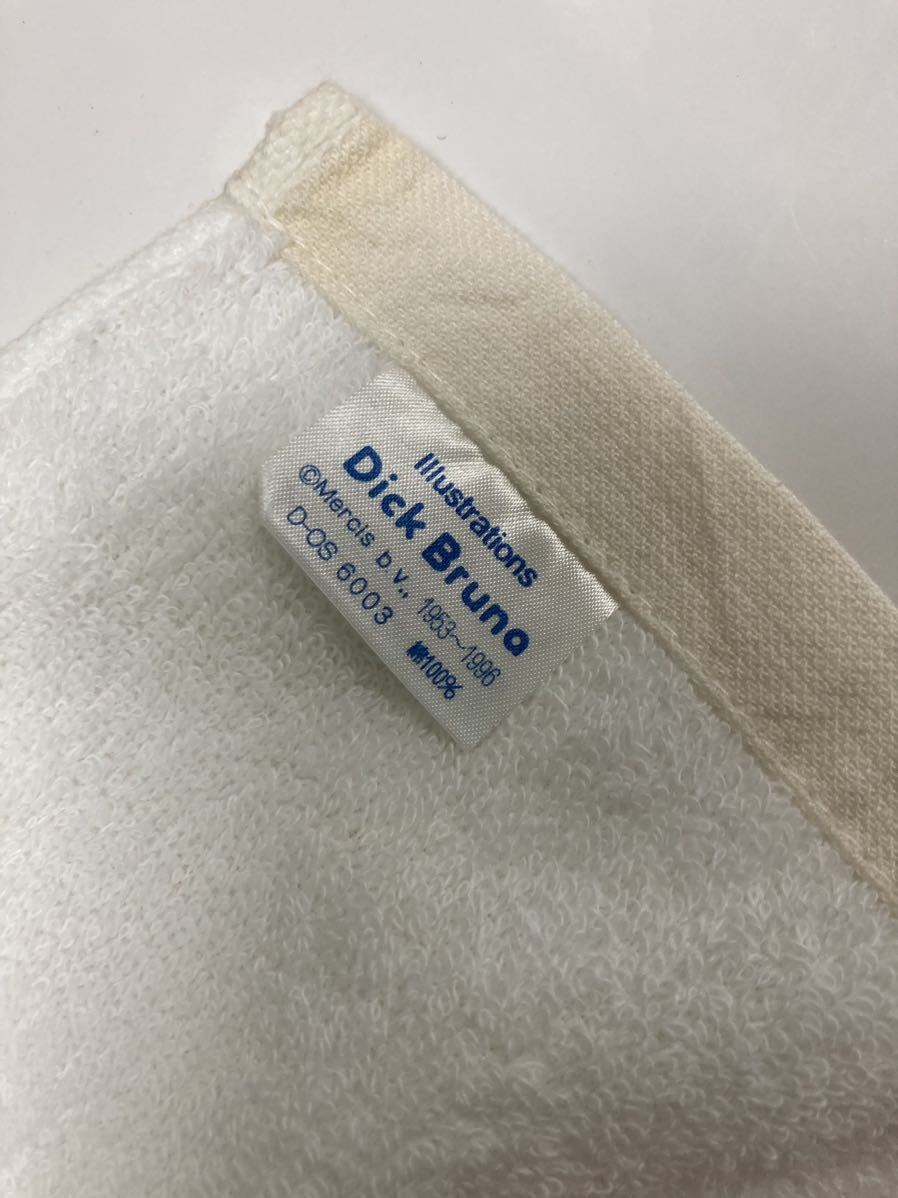 Illustrations
Dick Bruna
©Mercis b.v., 1953~1996
D-OS 6003 綿100%